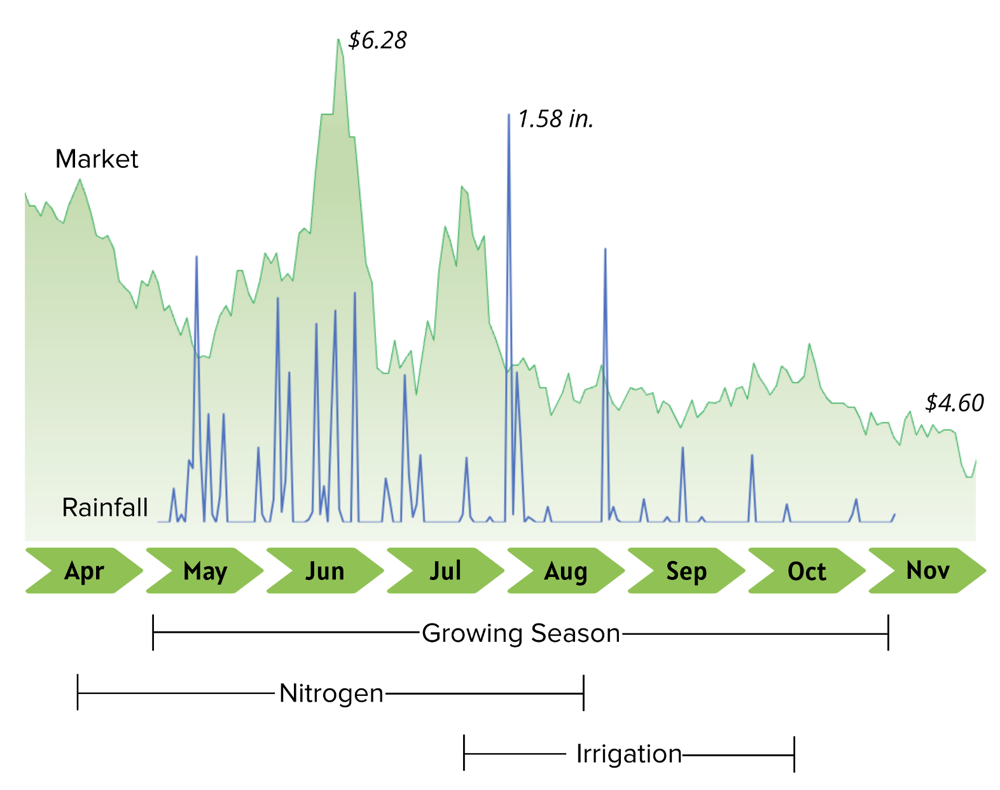 $6.28
1.58 in.
Market
$4.60
Rainfall
Apr May Jun Jul Aug Sep Oct Nov
Growing Season
Nitrogen
Irrigation